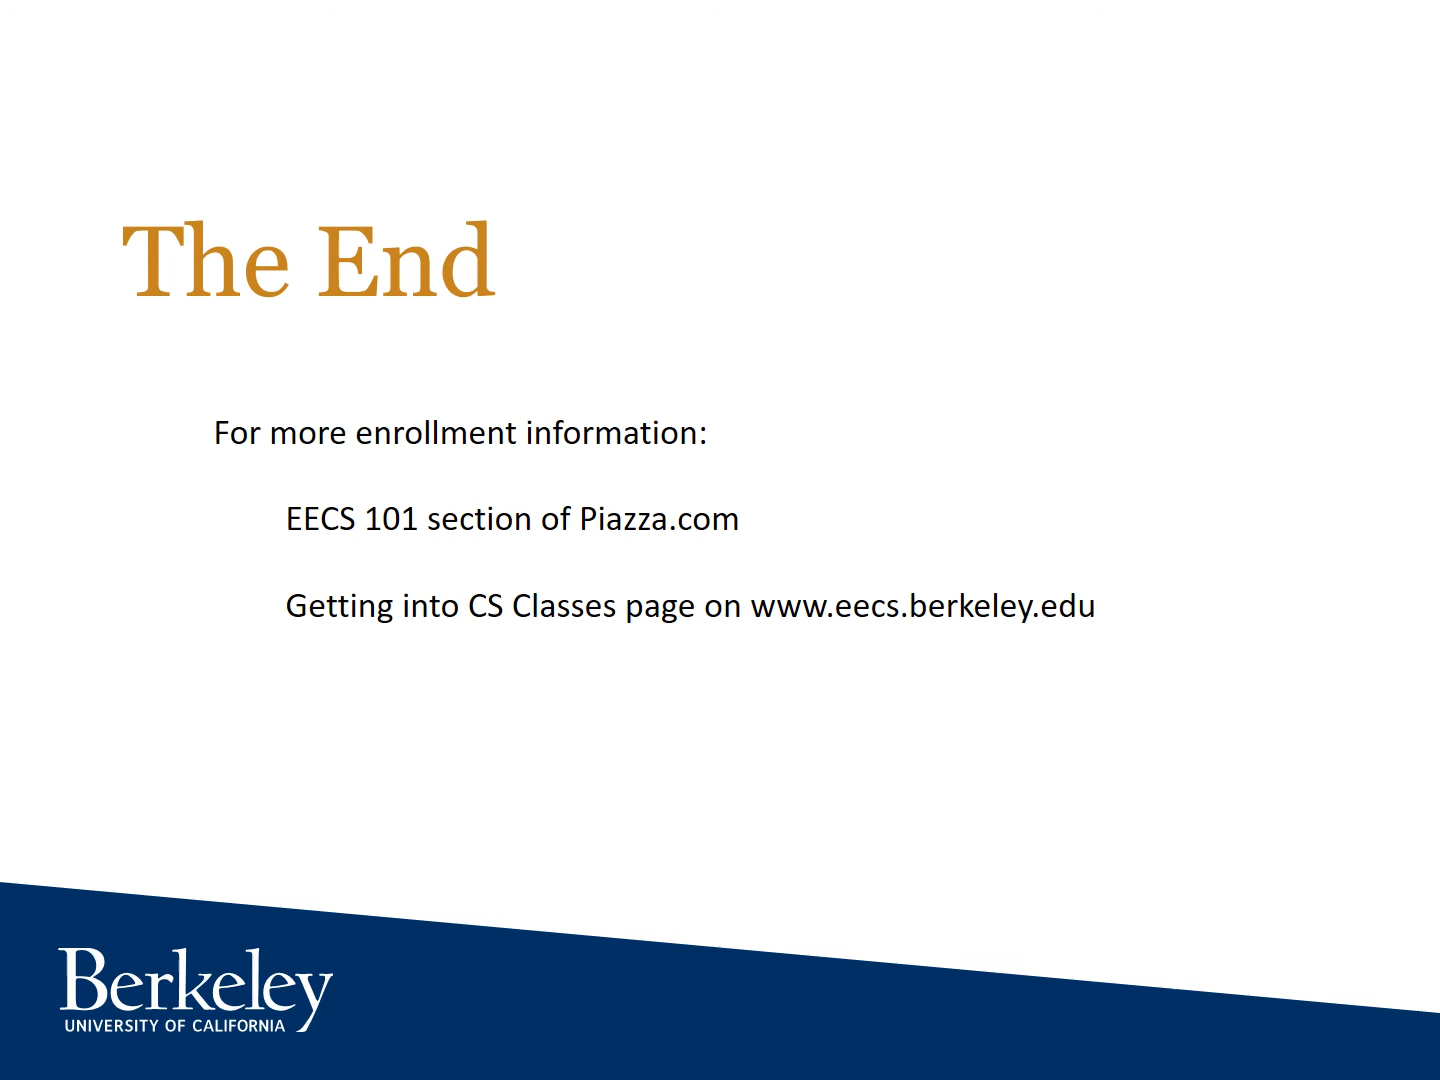 The End
For more enrollment information:
EECS 101 section of Piazza.com
Getting into CS Classes page on www.eecs.berkeley.edu
Berkeley
UNIVERSITY OF CALIFORNIA